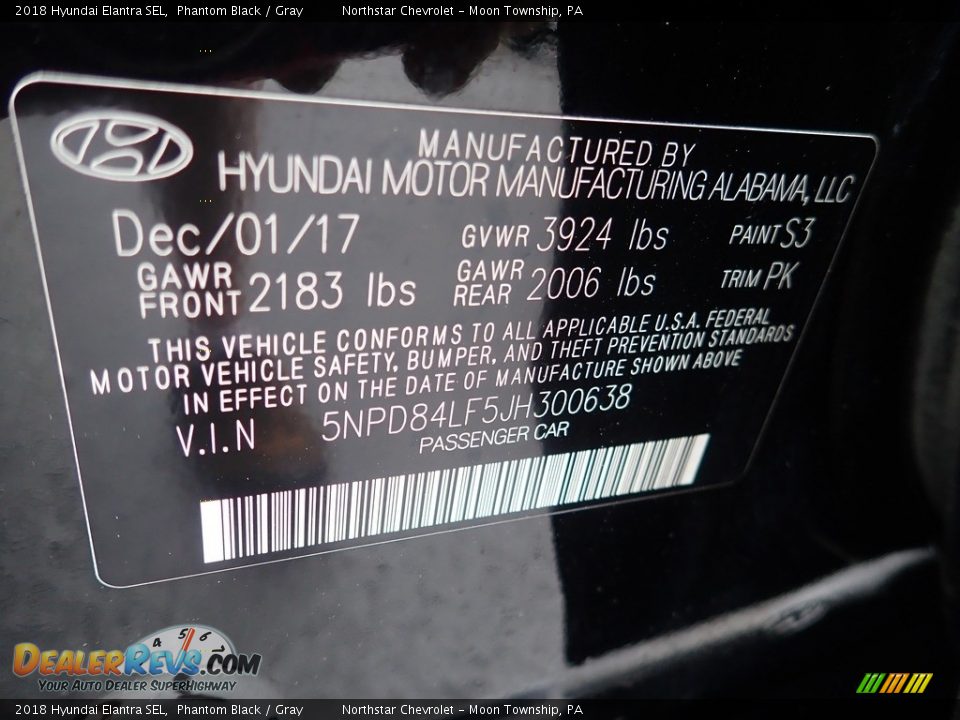 2018 Hyundai Elantra SEL, Phantom Black / Gray Northstar Chevrolet - Moon Township, PA
MANUFACTURED BY
HYUNDAI MOTOR MANUFACTURING ALABAMA, LLC
Dec/01/17 GVWR 3924 lbs PAINT S3
GAWR FRONT 2183 lbs GAWR REAR 2006 lbs TRIM PK
THIS VEHICLE CONFORMS TO ALL APPLICABLE U.S.A. FEDERAL
MOTOR VEHICLE SAFETY, BUMPER, AND THEFT PREVENTION STANDARDS
IN EFFECT ON THE DATE OF MANUFACTURE SHOWN ABOVE
V.I.N 5NPD84LF5JH300638
PASSENGER CAR
4 5 6
DEALERREVS.COM
YOUR AUTO DEALER SUPERHIGHWAY
2018 Hyundai Elantra SEL, Phantom Black / Gray Northstar Chevrolet - Moon Township, PA